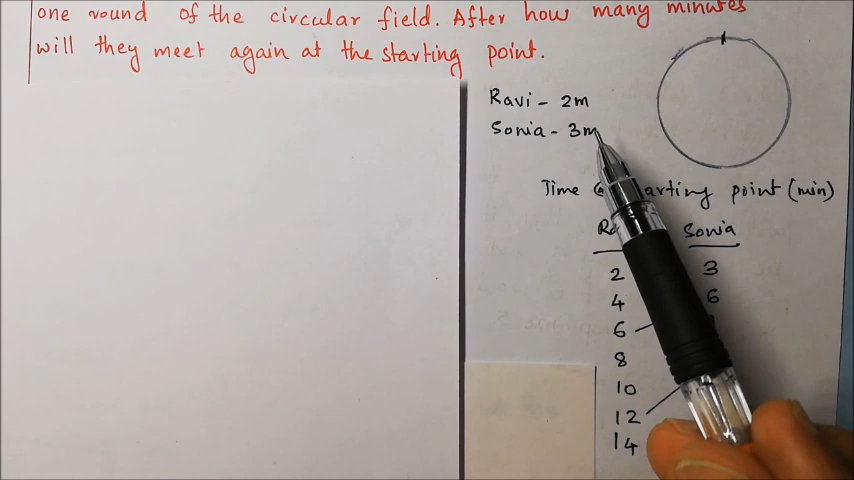 one round of the circular field. After how many minutes
will they meet again at the starting point.
Ravi - 2m
Sonia - 3m
Time starting point (min)
Sonia
2 3
4 6
6
8
10
12
14